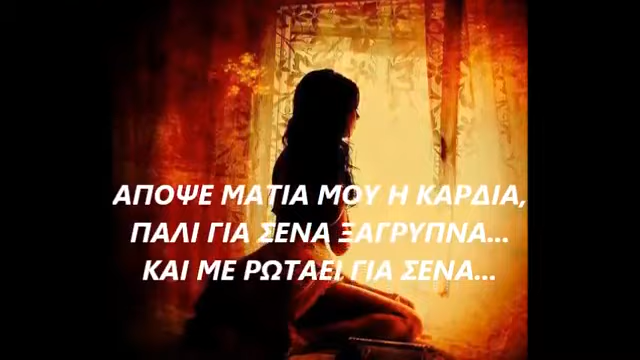 ΑΠΟΨΕ ΜΑΤΙΑ ΜΟΥ Η ΚΑΡΔΙΑ,
ΠΑΛΙ ΓΙΑ ΣΕΝΑ ΞΑΓΡΥΠΝΑ...
ΚΑΙ ΜΕ ΡΩΤΑΕΙ ΓΙΑ ΣΕΝΑ...